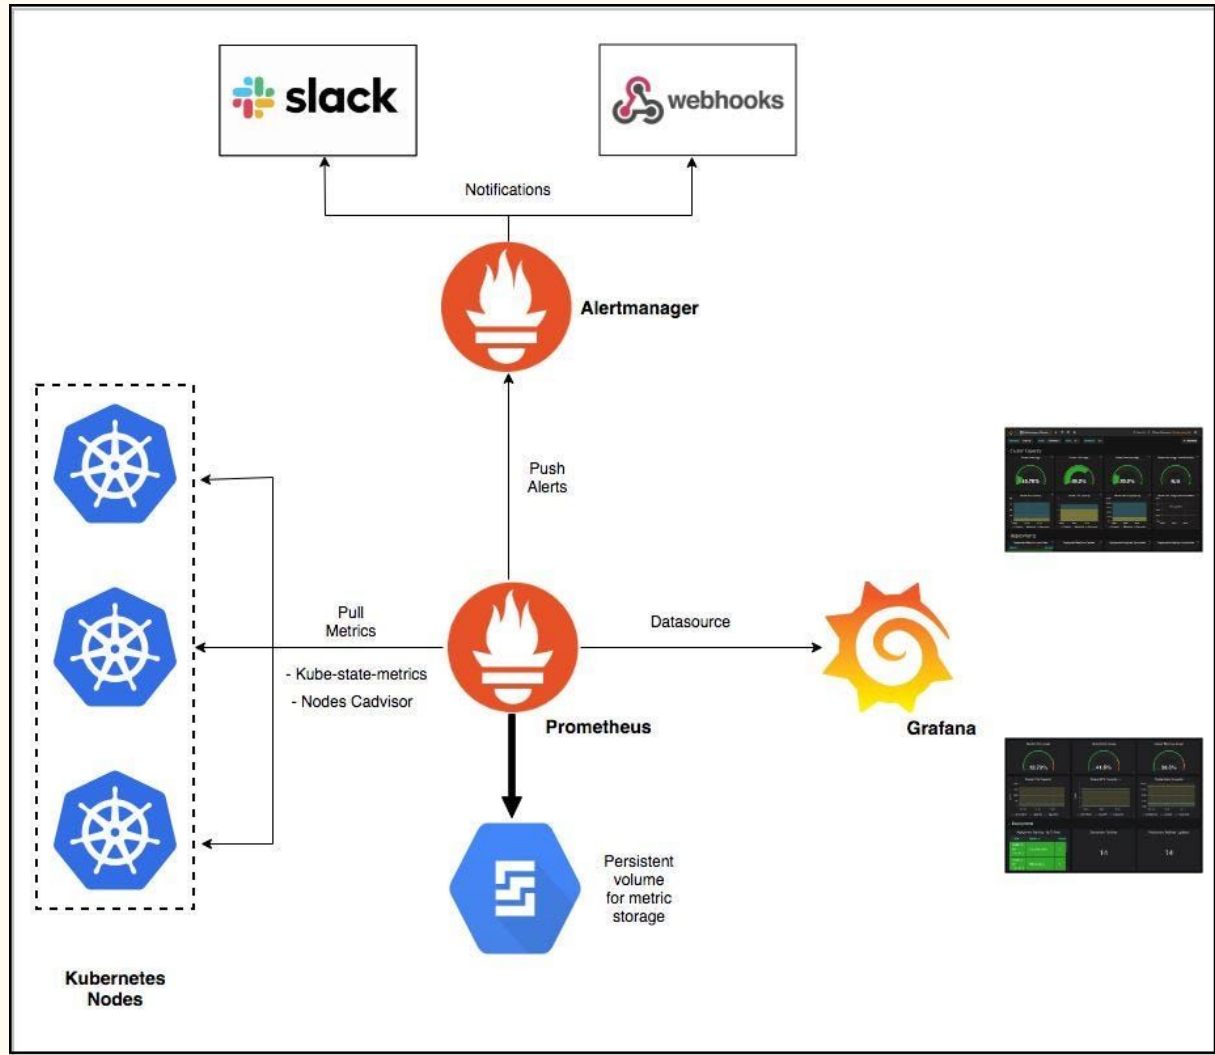 slack
webhooks
Notifications
Alertmanager
Push
Alerts
Pull
Metrics
- Kube-state-metrics
- Nodes Cadvisor
Datasource
Prometheus
Grafana
Persistent
volume
for metric
storage
Kubernetes
Nodes